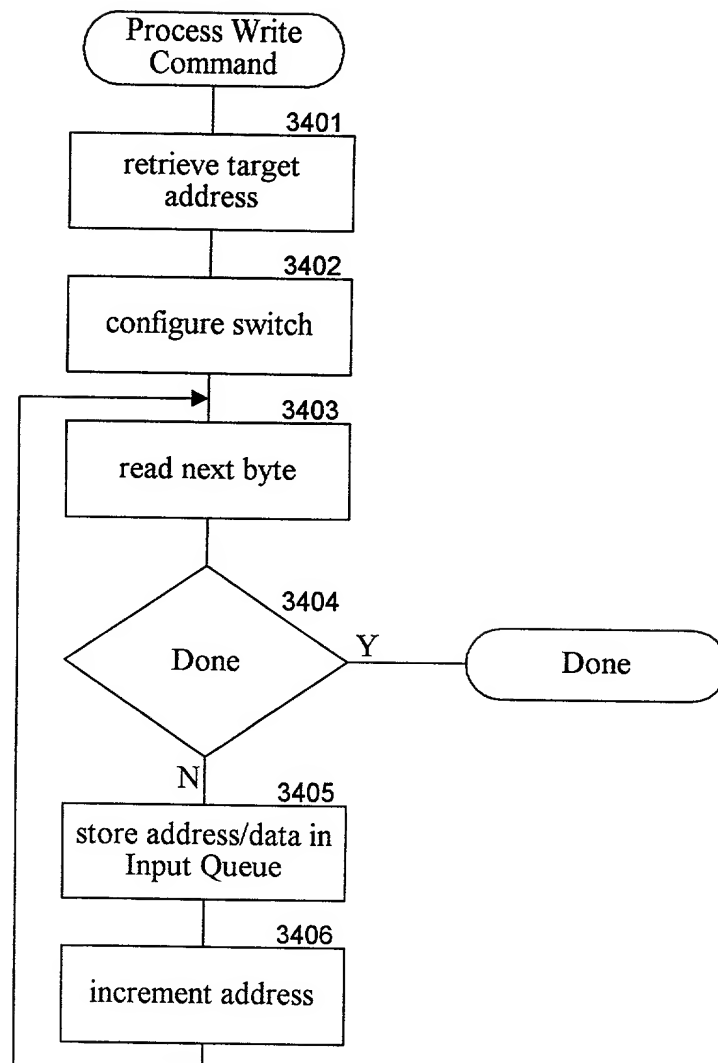 Process Write
Command
3401
retrieve target
address
3402
configure switch
3403
read next byte
3404
Done
Y
Done
N
3405
store address/data in
Input Queue
3406
increment address